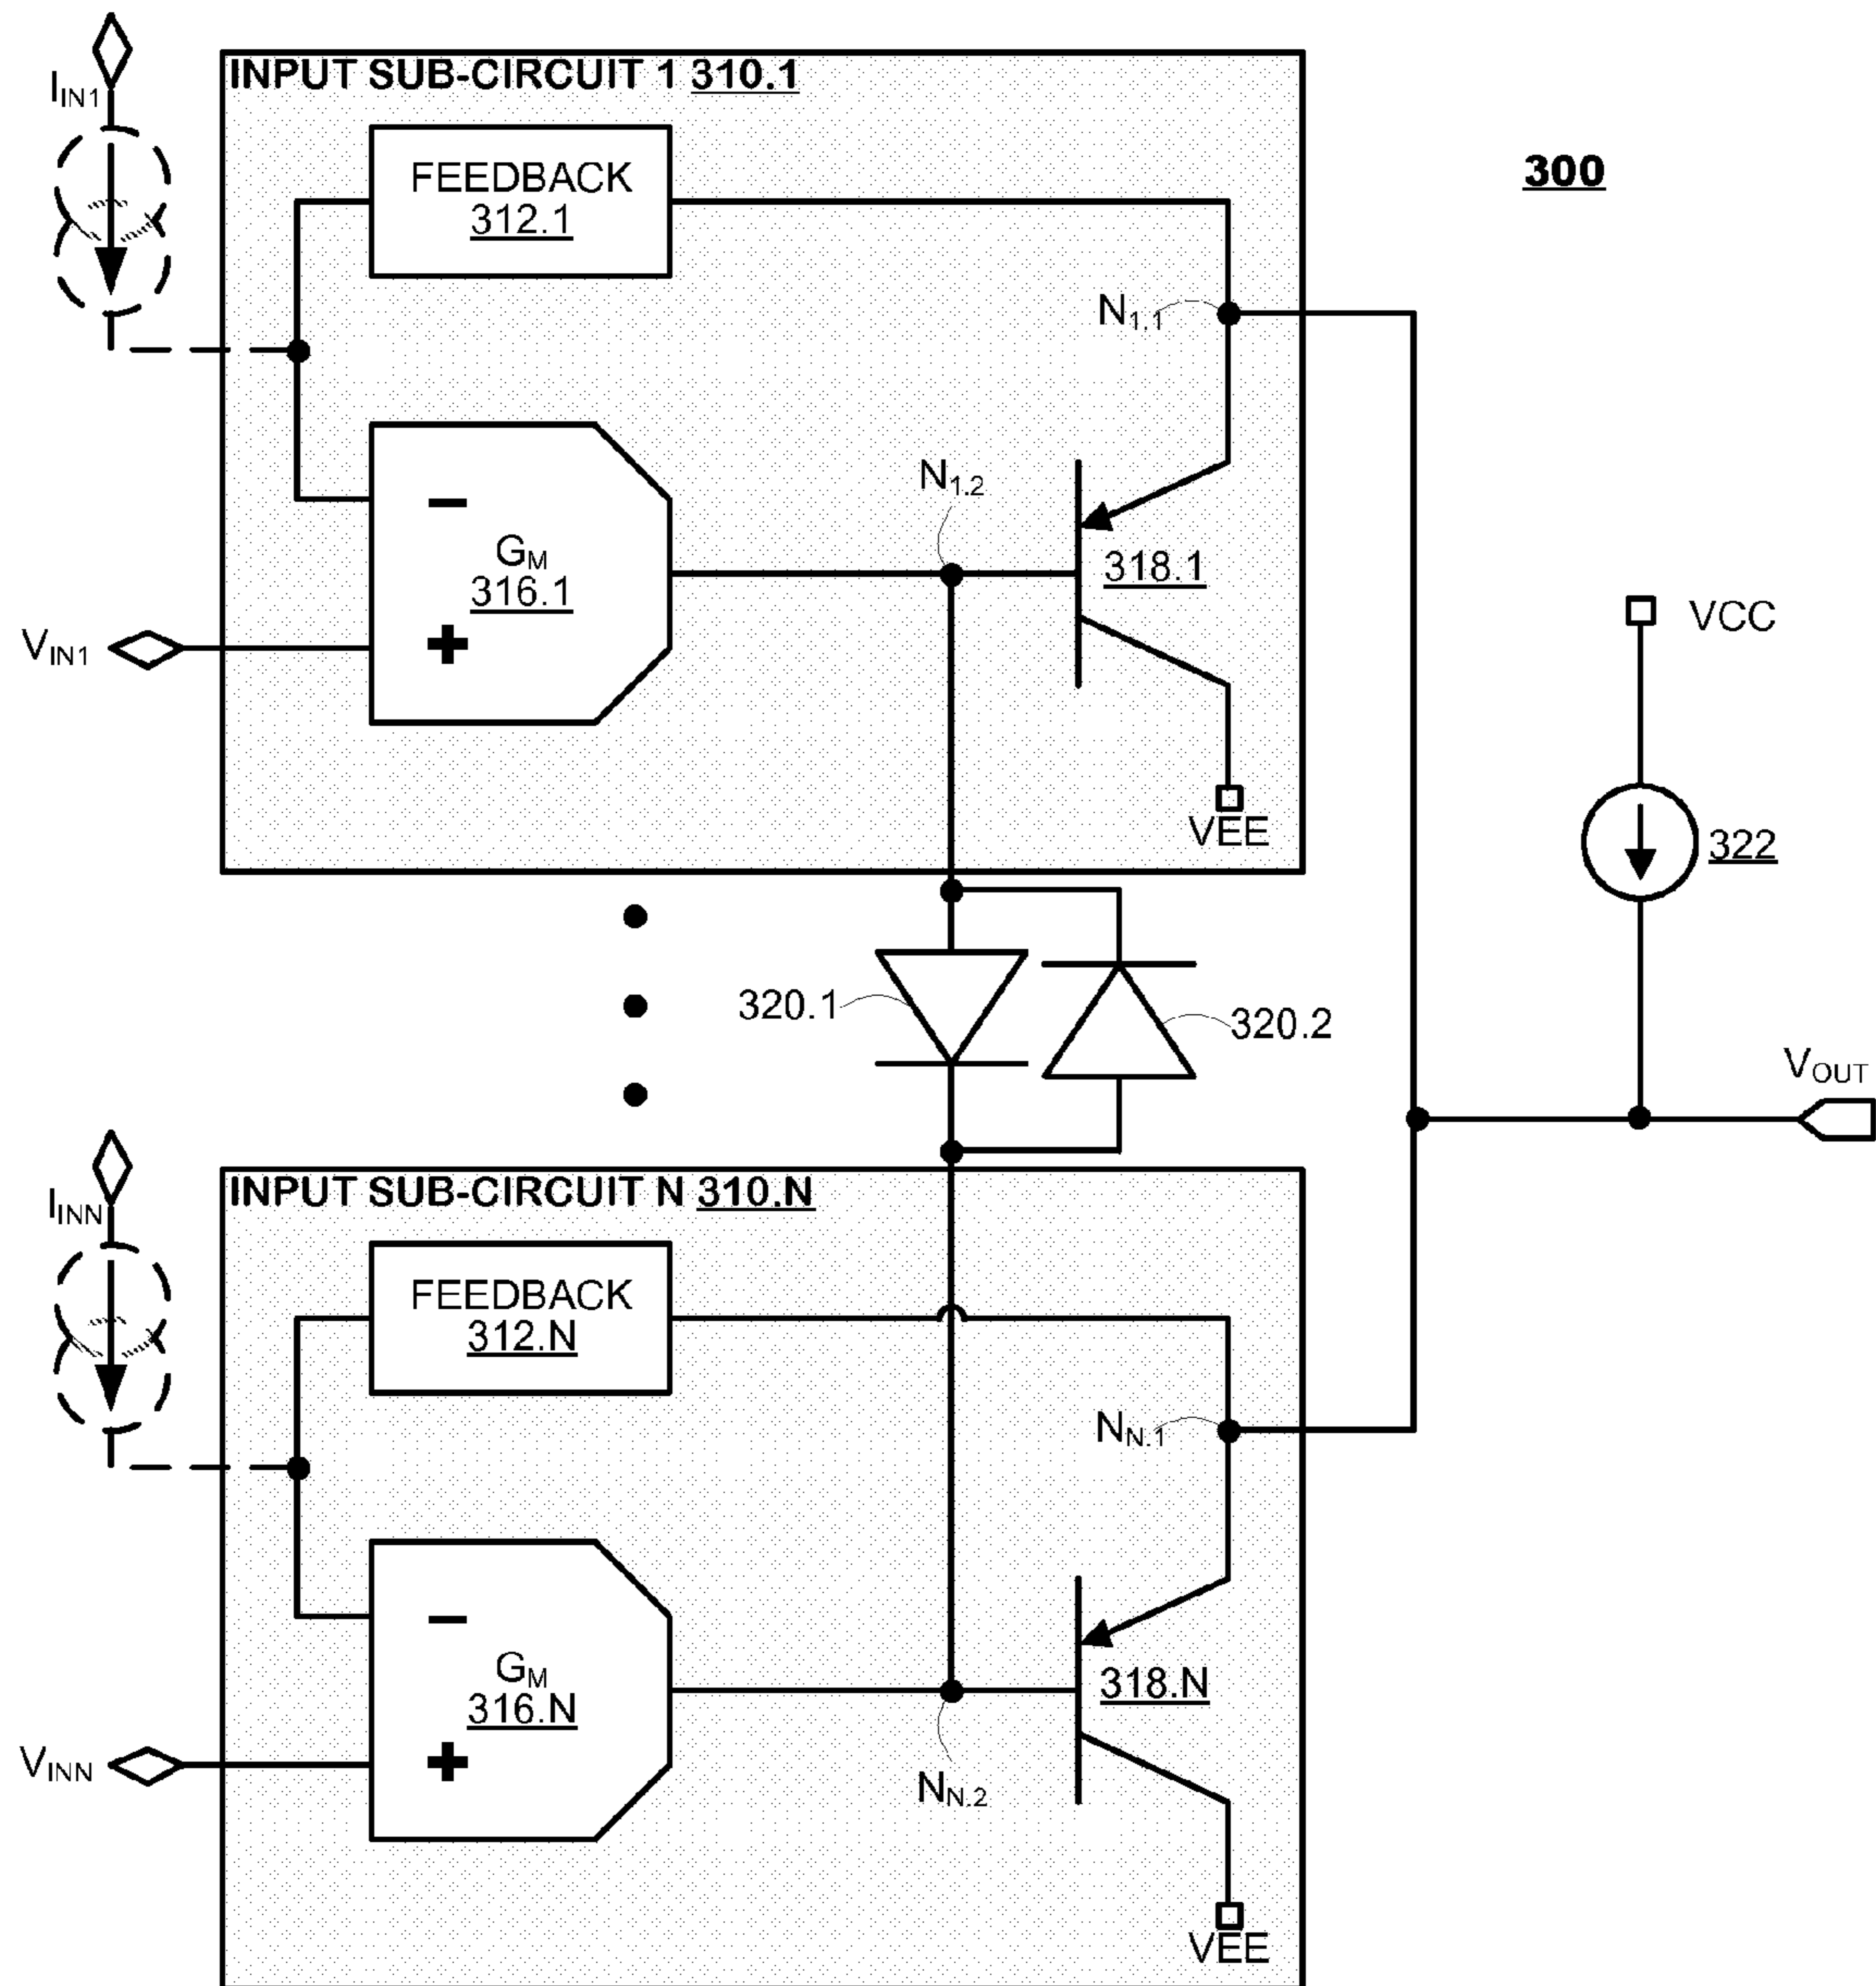 I_IN1
INPUT SUB-CIRCUIT 1 310.1
FEEDBACK
312.1
300
N_1.1
N_1.2
−
G_M
316.1
+
318.1
V_IN1
VCC
VEE
322
320.1
320.2
V_OUT
I_INN
INPUT SUB-CIRCUIT N 310.N
FEEDBACK
312.N
N_N.1
−
G_M
316.N
+
318.N
V_INN
N_N.2
VEE